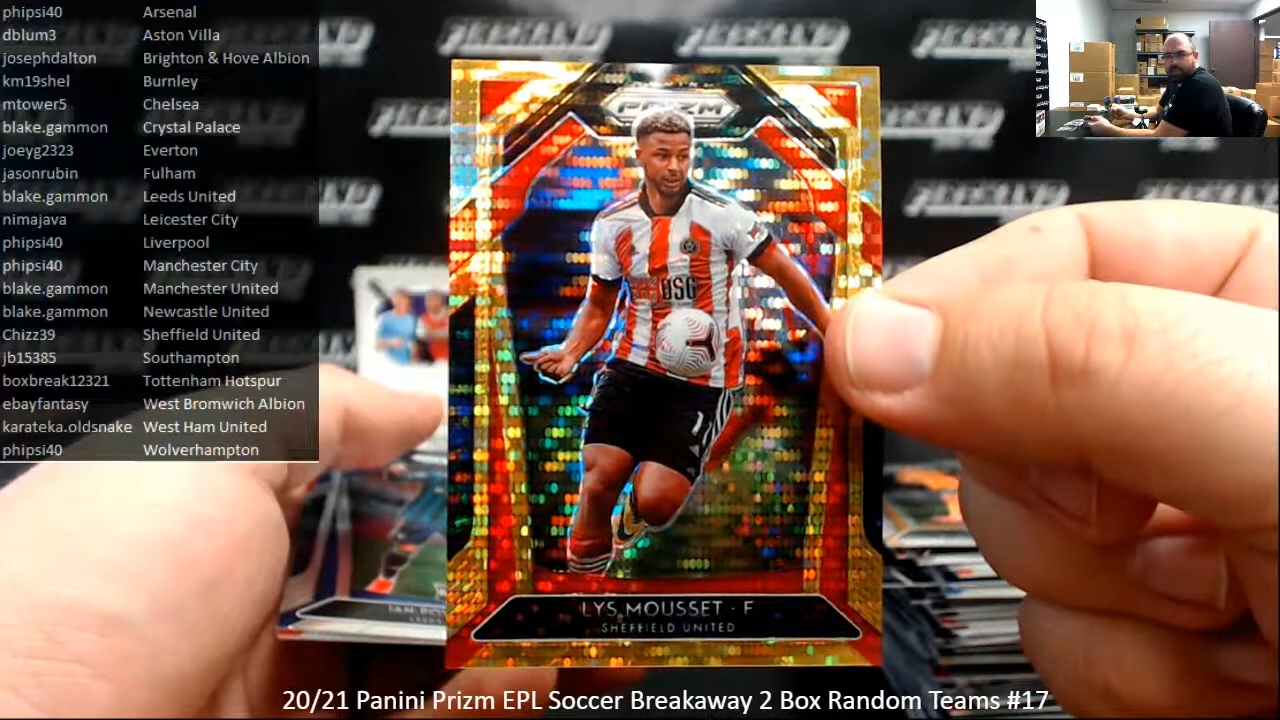 phipsi40 Arsenal
dblum3 Aston Villa
josephdalton Brighton & Hove Albion
km19shel Burnley
mtower5 Chelsea
blake.gammon Crystal Palace
joeyg2323 Everton
jasonrubin Fulham
blake.gammon Leeds United
nimajava Leicester City
phipsi40 Liverpool
phipsi40 Manchester City
blake.gammon Manchester United
blake.gammon Newcastle United
Chizz39 Sheffield United
jb15385 Southampton
boxbreak12321 Tottenham Hotspur
ebayfantasy West Bromwich Albion
karateka.oldsnake West Ham United
phipsi40 Wolverhampton
PRIZM
USG
LYS MOUSSET · F
SHEFFIELD UNITED
20/21 Panini Prizm EPL Soccer Breakaway 2 Box Random Teams #17